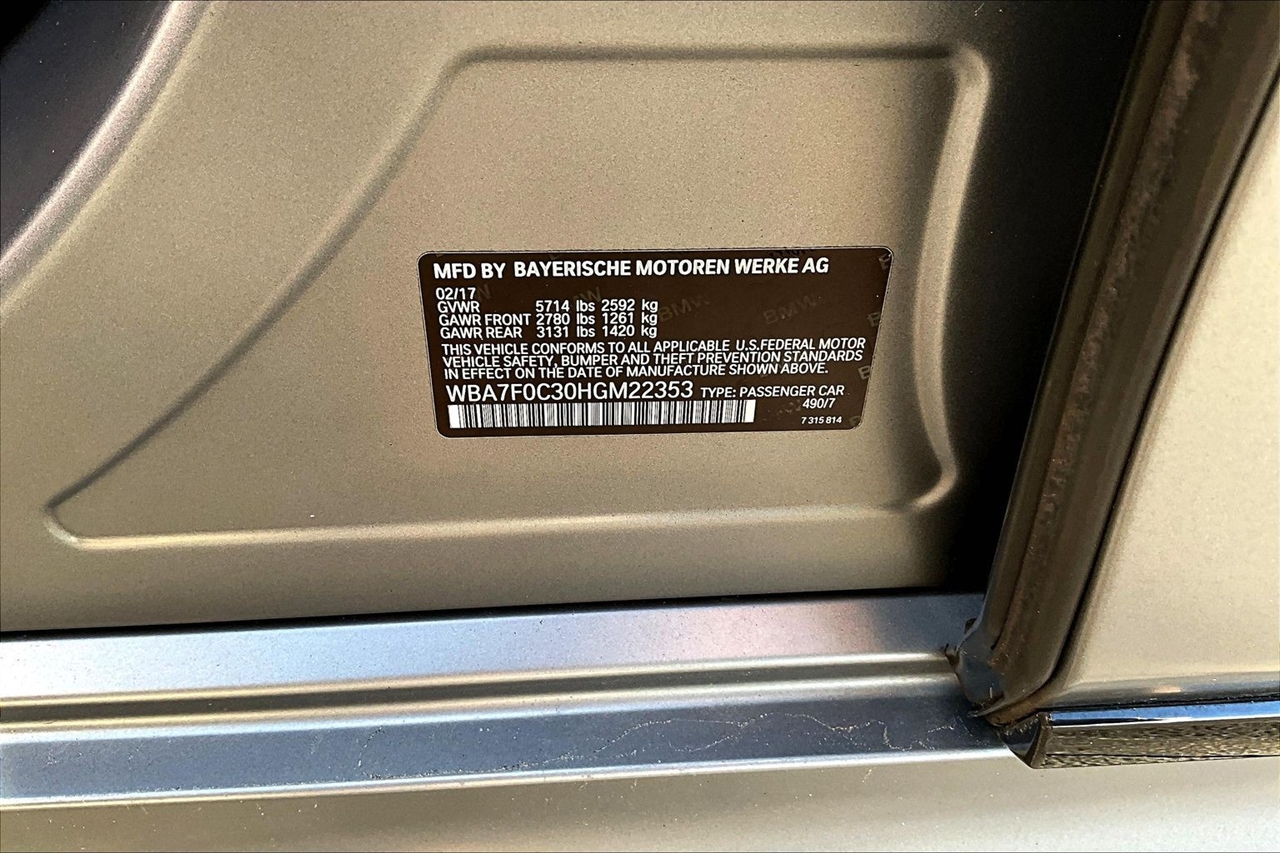 MFD BY BAYERISCHE MOTOREN WERKE AG
02/17
GVWR 5714 lbs 2592 kg
GAWR FRONT 2780 lbs 1261 kg
GAWR REAR 3131 lbs 1420 kg
THIS VEHICLE CONFORMS TO ALL APPLICABLE U.S.FEDERAL MOTOR
VEHICLE SAFETY, BUMPER AND THEFT PREVENTION STANDARDS
IN EFFECT ON THE DATE OF MANUFACTURE SHOWN ABOVE.
WBA7F0C30HGM22353 TYPE: PASSENGER CAR
490/7
7 315 814